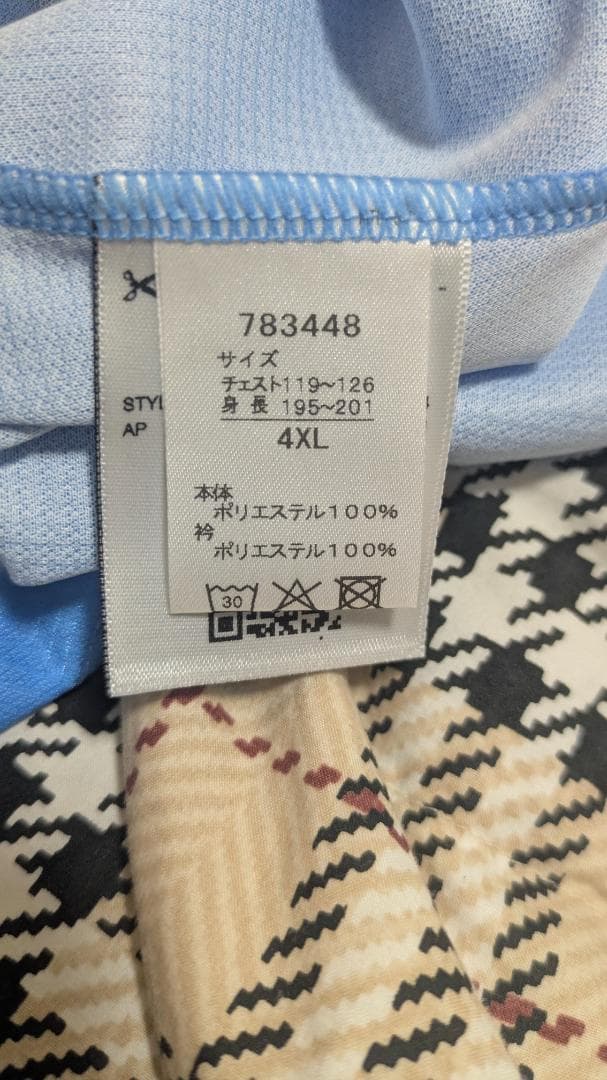 783448
サイズ
チェスト119~126
身長 195~201
4XL
本体
ポリエステル100%
衿
ポリエステル100%
30
AP